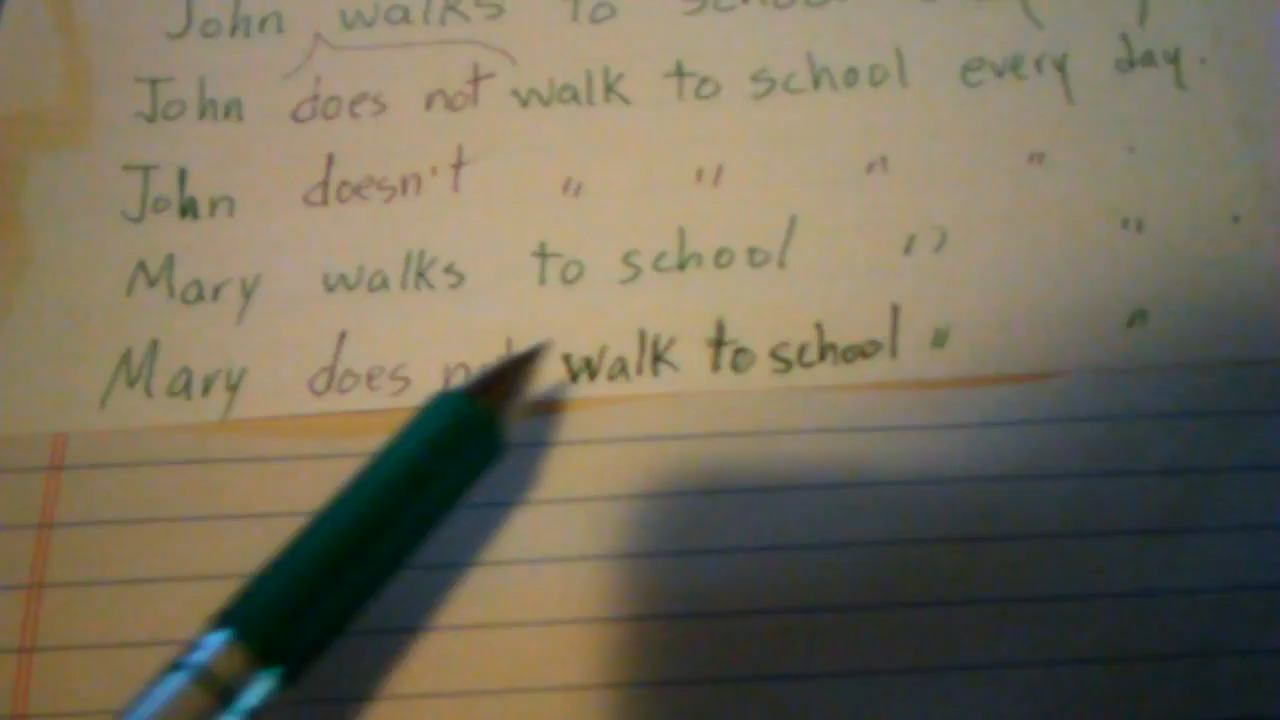 John walks to school
John does not walk to school every day.
John doesn't " " " " .
Mary walks to school " " .
Mary does walk to school " "